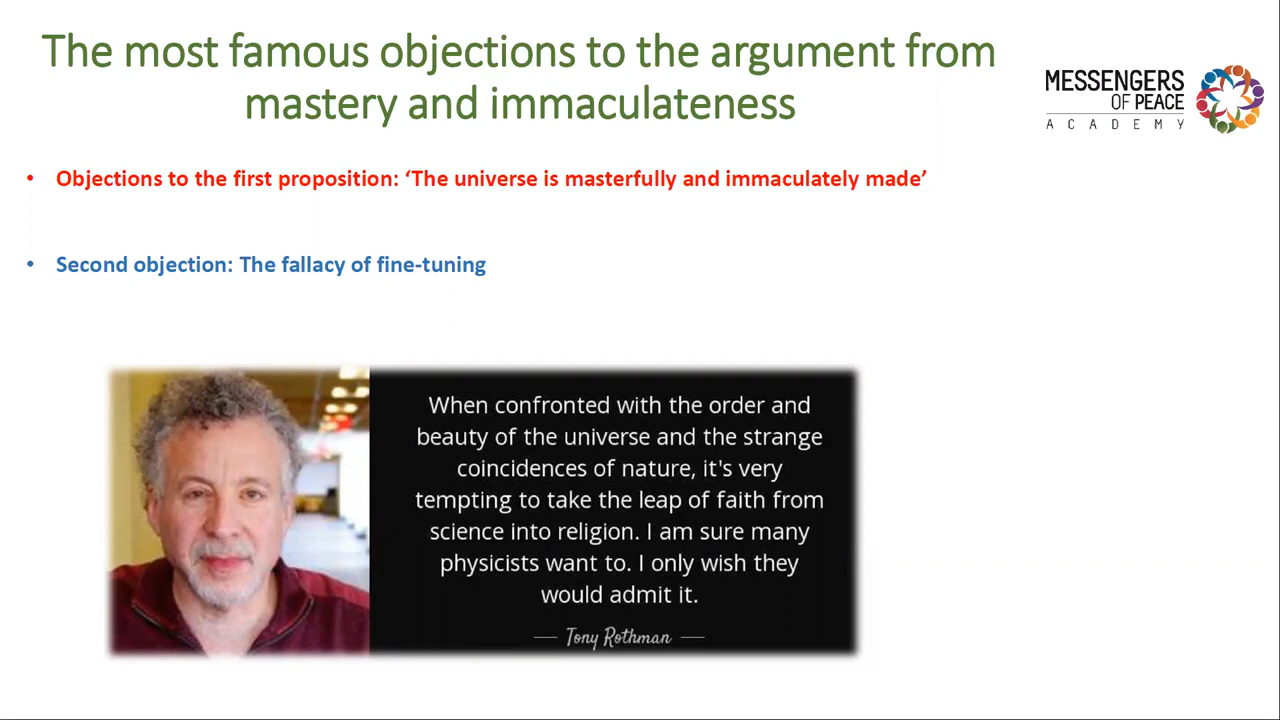 The most famous objections to the argument from
mastery and immaculateness
MESSENGERS
OF PEACE
ACADEMY
• Objections to the first proposition: ‘The universe is masterfully and immaculately made’
• Second objection: The fallacy of fine-tuning
When confronted with the order and
beauty of the universe and the strange
coincidences of nature, it's very
tempting to take the leap of faith from
science into religion. I am sure many
physicists want to. I only wish they
would admit it.
— Tony Rothman —